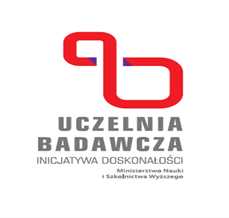 UCZELNIA
BADAWCZA
INICJATYWA DOSKONAŁOŚCI
Ministerstwo Nauki
i Szkolnictwa Wyższego